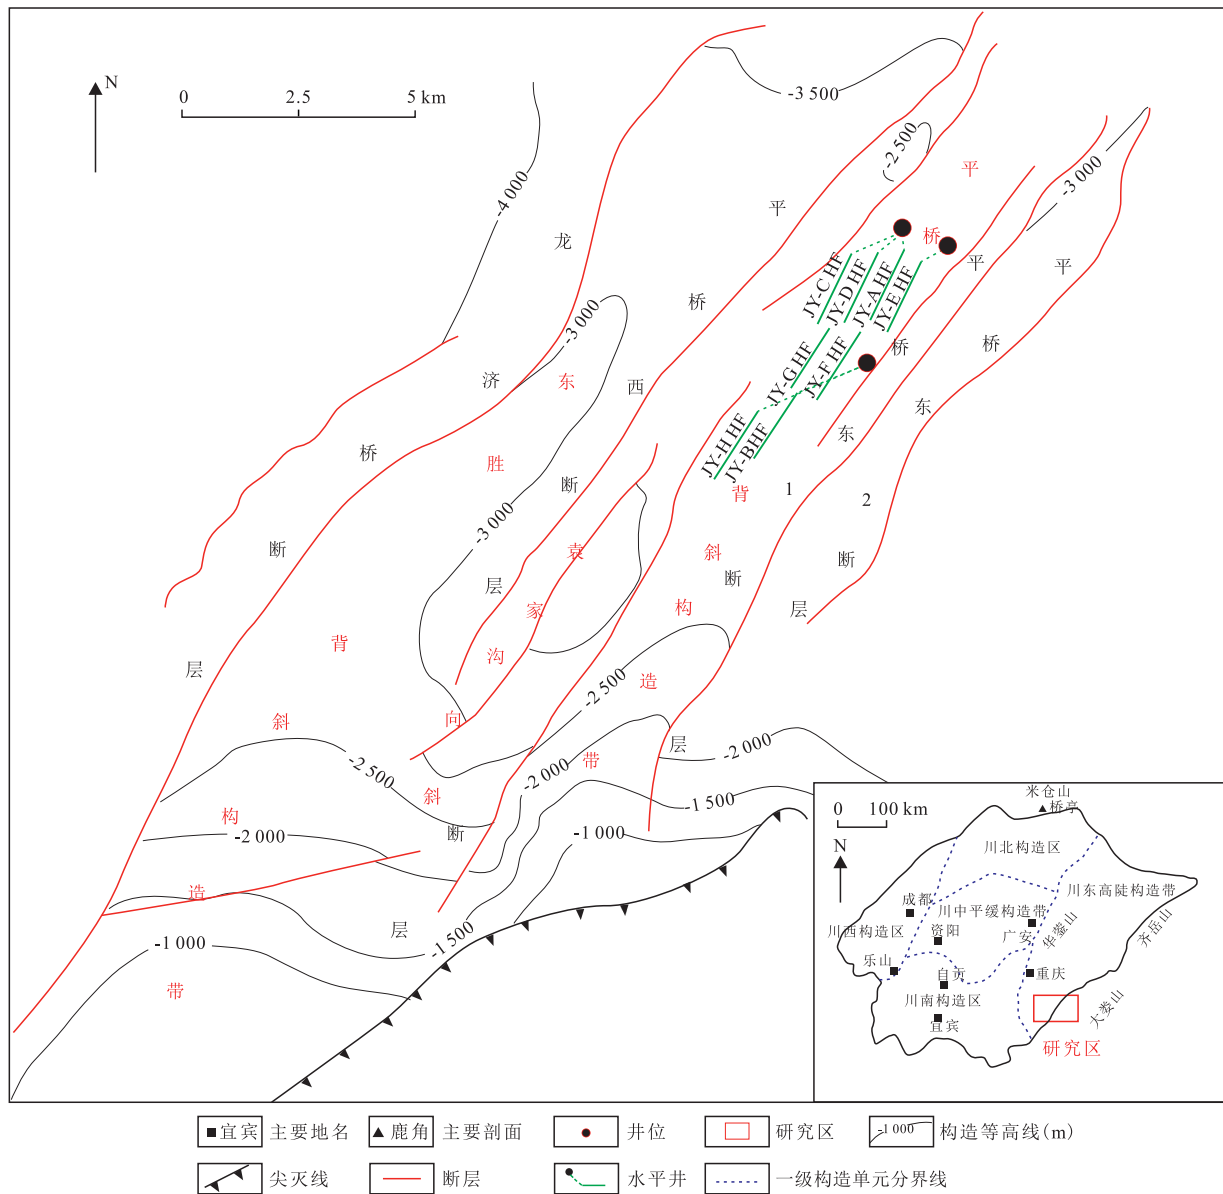 N
0 2.5 5 km
-3 500
-2 500
-3 000
-4 000
-3 000
-3 000
-2 500
-2 500
-2 000
-2 000
-2 000
-1 500
-1 500
-1 000
-1 000
龙济桥断层
平桥西断层
平桥东1断层
平桥东2断层
东胜背斜构造带
袁家沟向斜
平桥背斜构造带
JY-C HF
JY-D HF
JY-A HF
JY-E HF
JY-G HF
JY-F HF
JY-H HF
JY-BHF
0 100 km
N
米仓山
桥亭
川北构造区
川东高陡构造带
成都
川中平缓构造带
川西构造区
资阳
广安
华蓥山
齐岳山
乐山
自贡
重庆
川南构造区
大娄山
宜宾
研究区
宜宾 主要地名 鹿角 主要剖面 井位 研究区 -1 000 构造等高线(m)
尖灭线 断层 水平井 一级构造单元分界线